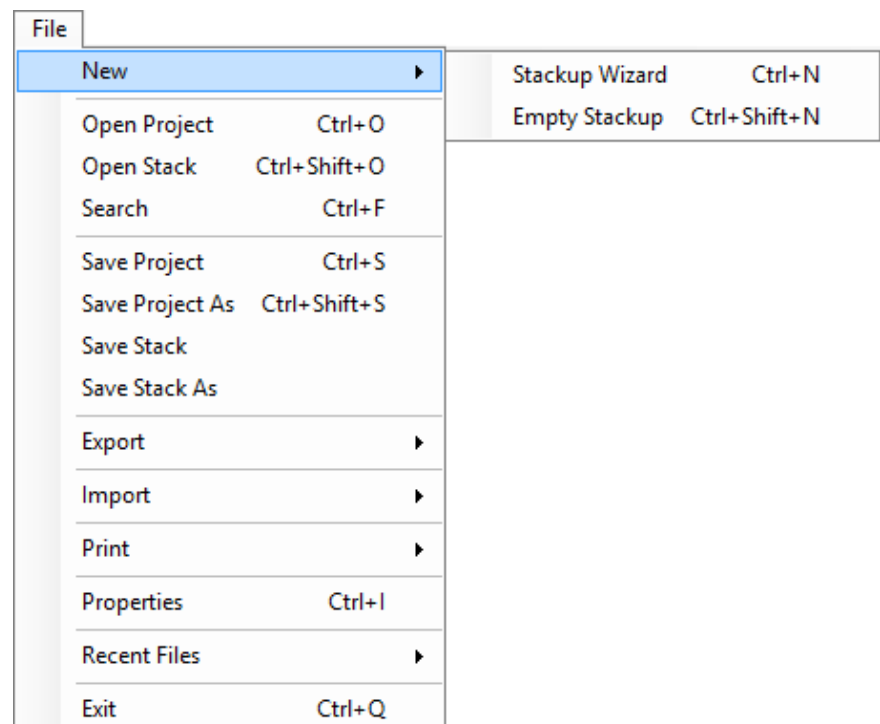 File
New
Stackup Wizard Ctrl+N
Empty Stackup Ctrl+Shift+N
Open Project Ctrl+O
Open Stack Ctrl+Shift+O
Search Ctrl+F
Save Project Ctrl+S
Save Project As Ctrl+Shift+S
Save Stack
Save Stack As
Export
Import
Print
Properties Ctrl+I
Recent Files
Exit Ctrl+Q